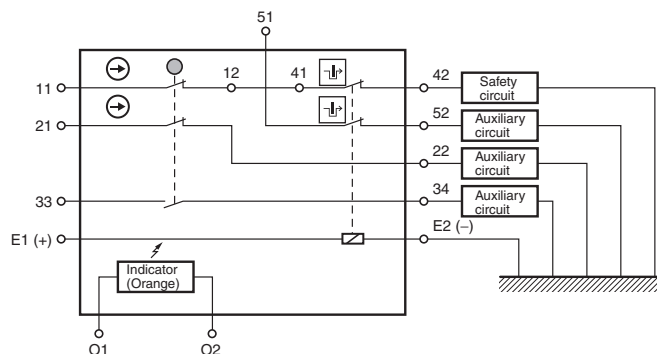 51
11
12
41
42
Safety
circuit
21
52
Auxiliary
circuit
22
Auxiliary
circuit
33
34
Auxiliary
circuit
E1 (+)
E2 (−)
Indicator
(Orange)
O1
O2